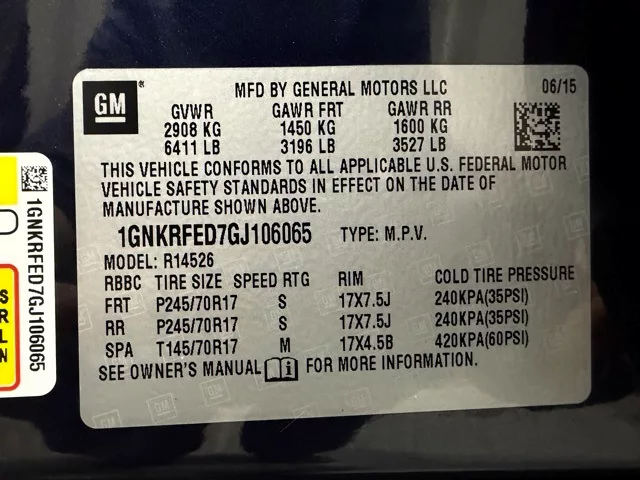 GM
MFD BY GENERAL MOTORS LLC 06/15
GVWR GAWR FRT GAWR RR
2908 KG 1450 KG 1600 KG
6411 LB 3196 LB 3527 LB
THIS VEHICLE CONFORMS TO ALL APPLICABLE U.S. FEDERAL MOTOR
VEHICLE SAFETY STANDARDS IN EFFECT ON THE DATE OF
MANUFACTURE SHOWN ABOVE.
1GNKRFED7GJ106065 TYPE: M.P.V.
MODEL: R14526
RBBC TIRE SIZE SPEED RTG RIM COLD TIRE PRESSURE
FRT P245/70R17 S 17X7.5J 240KPA(35PSI)
RR P245/70R17 S 17X7.5J 240KPA(35PSI)
SPA T145/70R17 M 17X4.5B 420KPA(60PSI)
SEE OWNER'S MANUAL FOR MORE INFORMATION.
1GNKRFED7GJ106065
S
R
L
N